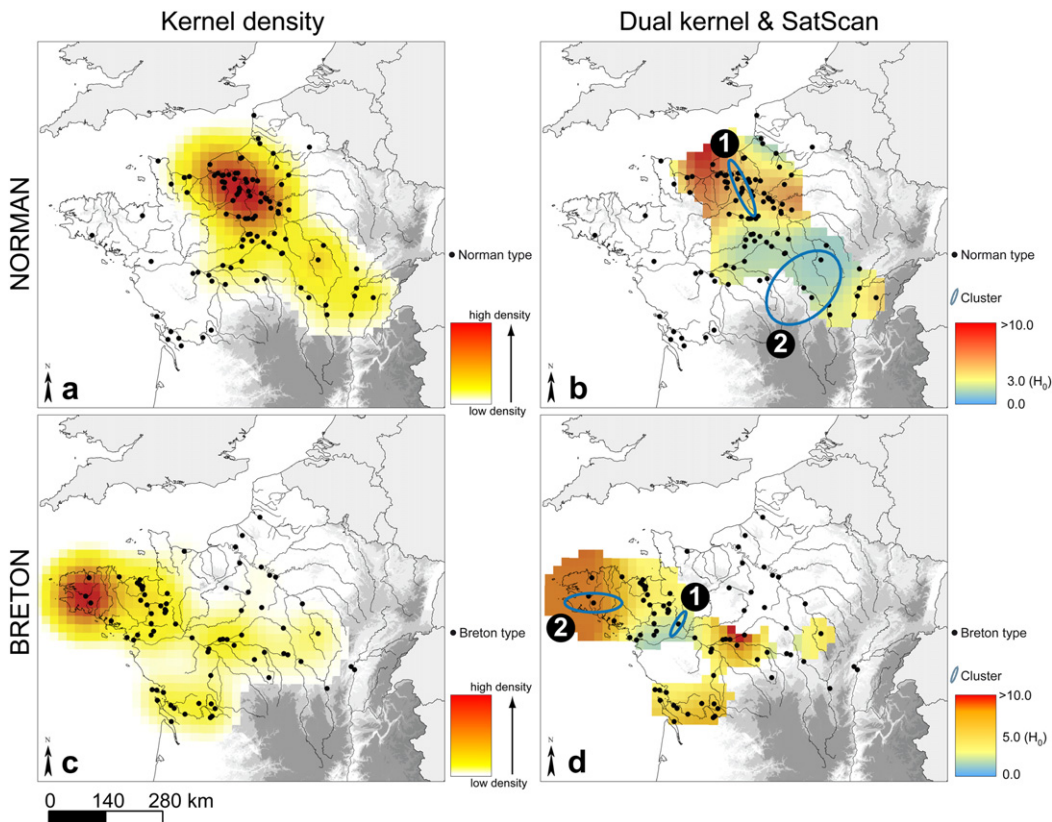 Kernel density
Dual kernel & SatScan
NORMAN
N
a
Norman type
high density
low density
1
2
N
b
Norman type
Cluster
>10.0
3.0 (H0)
0.0
BRETON
N
c
Breton type
high density
low density
1
2
N
d
Breton type
Cluster
>10.0
5.0 (H0)
0.0
0 140 280 km